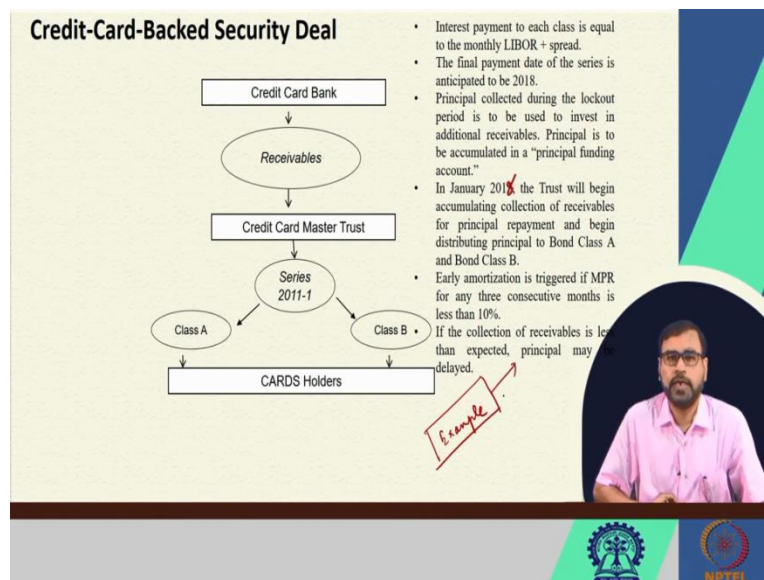 Credit-Card-Backed Security Deal
Credit Card Bank
Receivables
Credit Card Master Trust
Series
2011-1
Class A
Class B
CARDS Holders
• Interest payment to each class is equal
to the monthly LIBOR + spread.
• The final payment date of the series is
anticipated to be 2018.
• Principal collected during the lockout
period is to be used to invest in
additional receivables. Principal is to
be accumulated in a “principal funding
account.”
• In January 2018, the Trust will begin
accumulating collection of receivables
for principal repayment and begin
distributing principal to Bond Class A
and Bond Class B.
• Early amortization is triggered if MPR
for any three consecutive months is
less than 10%.
• If the collection of receivables is less
than expected, principal may be
delayed.
Example
NPTEL